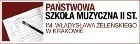 PAŃSTWOWA
SZKOŁA MUZYCZNA II ST.
IM. WŁADYSŁAWA ŻELEŃSKIEGO
W KRAKOWIE